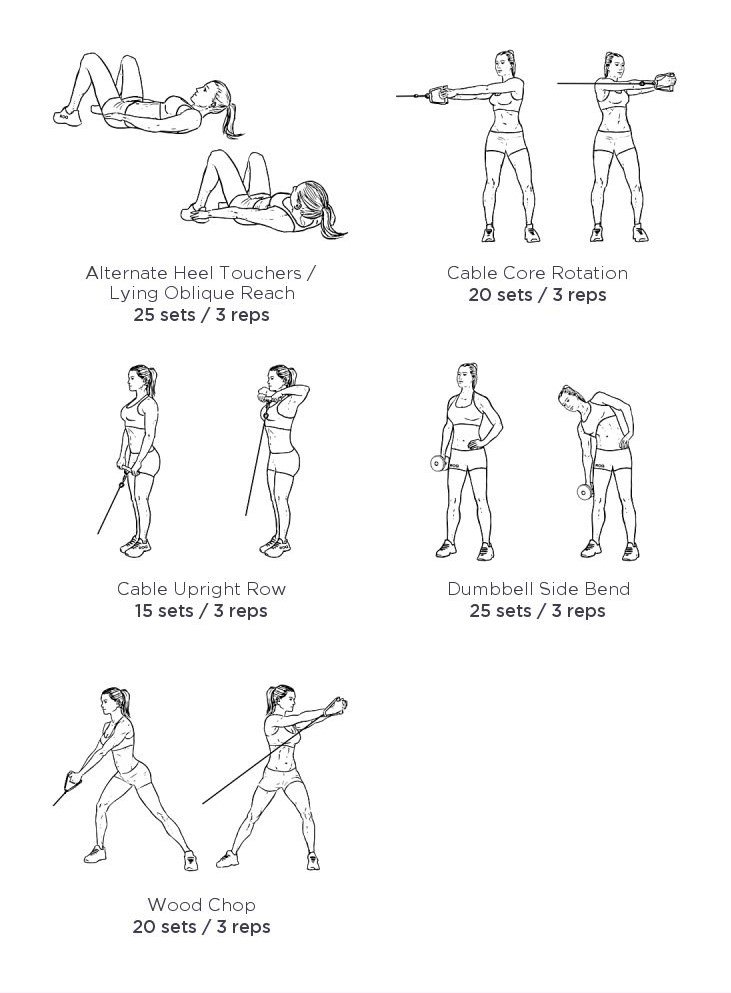 Alternate Heel Touchers /
Lying Oblique Reach
25 sets / 3 reps
Cable Core Rotation
20 sets / 3 reps
Cable Upright Row
15 sets / 3 reps
Dumbbell Side Bend
25 sets / 3 reps
Wood Chop
20 sets / 3 reps